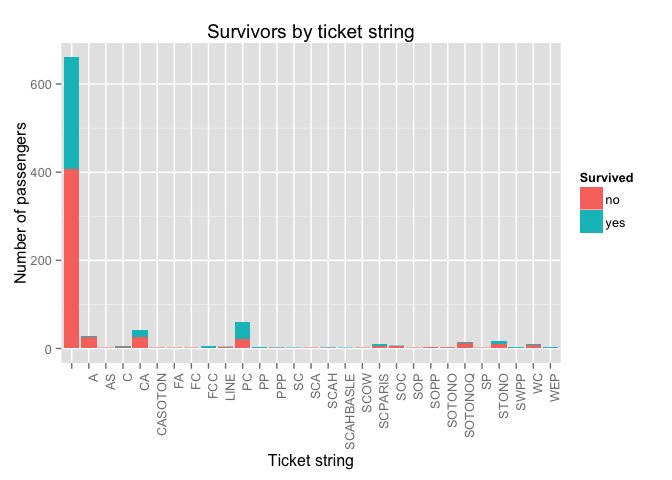 Survivors by ticket string
Number of passengers
600
400
200
0
A
AS
C
CA
CASOTON
FA
FC
FCC
LINE
PC
PP
PPP
SC
SCA
SCAH
SCAHBASLE
SCOW
SCPARIS
SOC
SOP
SOPP
SOTONO
SOTONOQ
SP
STONO
SWPP
WC
WEP
Ticket string
Survived
no
yes